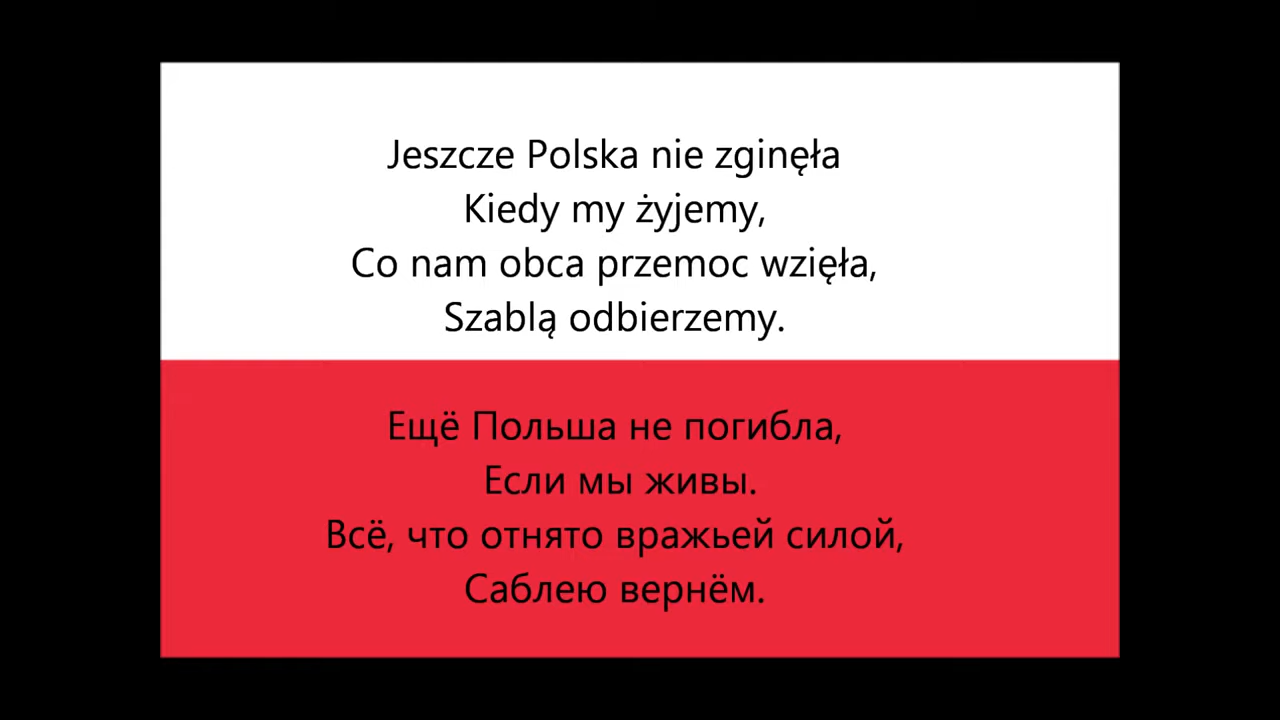 Jeszcze Polska nie zginęła
Kiedy my żyjemy,
Co nam obca przemoc wzięła,
Szablą odbierzemy.
Ещё Польша не погибла,
Если мы живы.
Всё, что отнято вражьей силой,
Саблею вернём.